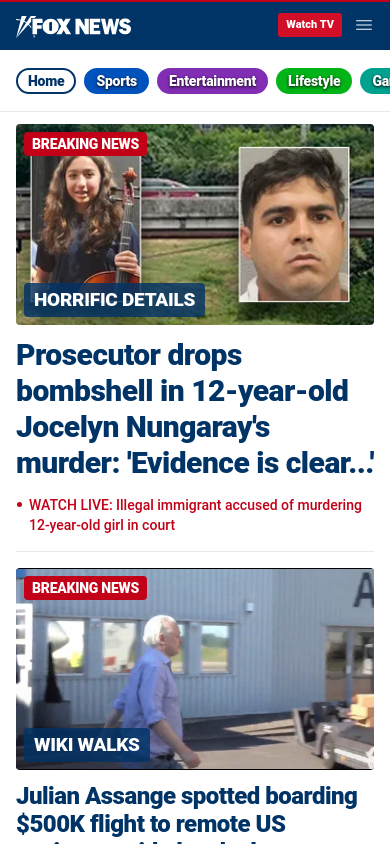 FOX NEWS
Watch TV
Home
Sports
Entertainment
Lifestyle
BREAKING NEWS
HORRIFIC DETAILS
Prosecutor drops
bombshell in 12-year-old
Jocelyn Nungaray's
murder: 'Evidence is clear...'
• WATCH LIVE: Illegal immigrant accused of murdering
12-year-old girl in court
BREAKING NEWS
A
WIKI WALKS
Julian Assange spotted boarding
$500K flight to remote US